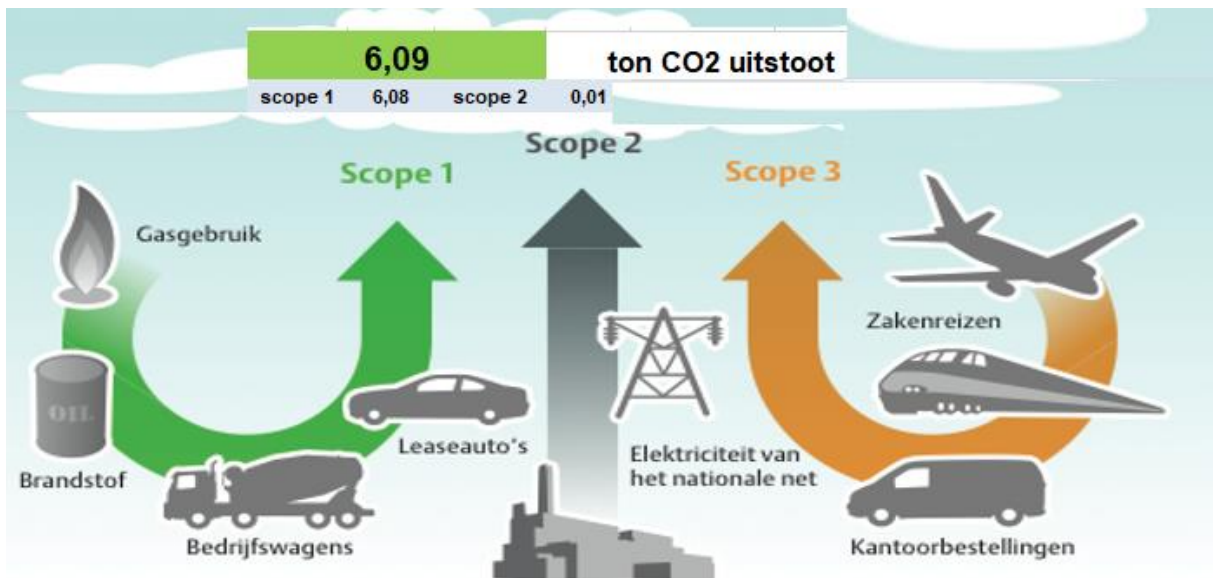 6,09 ton CO2 uitstoot
scope 1 6,08 scope 2 0,01
Scope 1
Scope 2
Scope 3
Gasgebruik
OIL
Brandstof
Bedrijfswagens
Leaseauto's
Elektriciteit van
het nationale net
Zakenreizen
Kantoorbestellingen